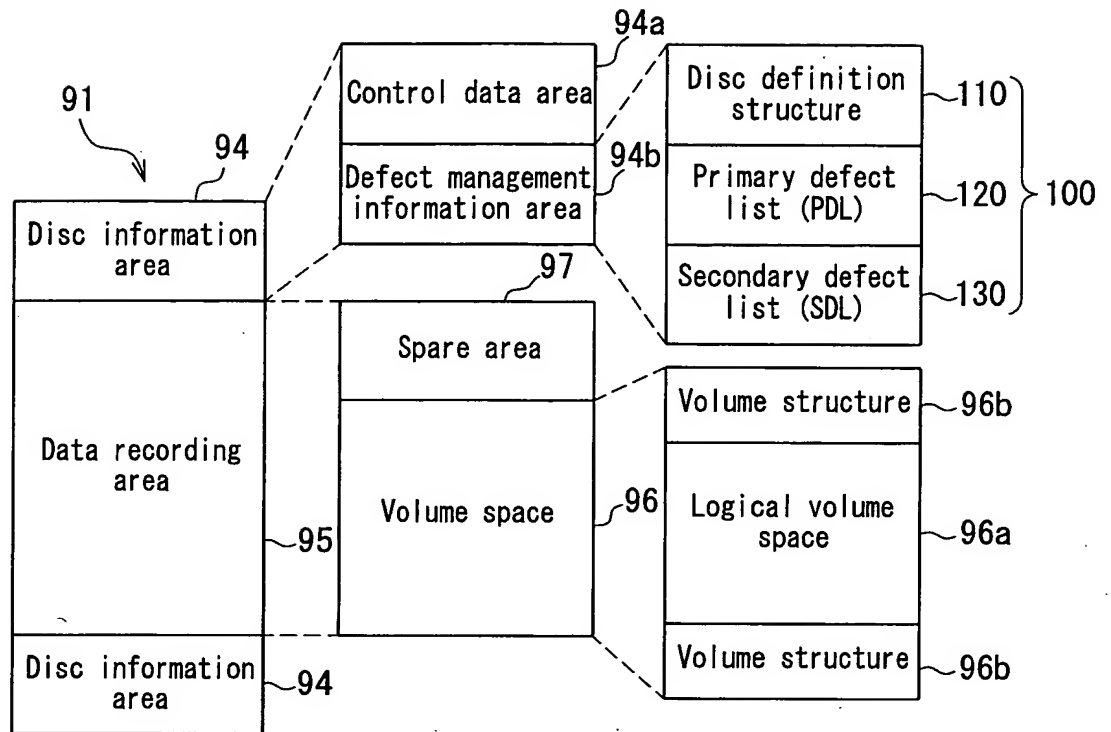 91
94
Disc information
area
Data recording
area
95
Disc information
area
94
94a
Control data area
94b
Defect management
information area
97
Spare area
Volume space
96
Disc definition
structure
110
Primary defect
list (PDL)
120
100
Secondary defect
list (SDL)
130
Volume structure
96b
Logical volume
space
96a
Volume structure
96b